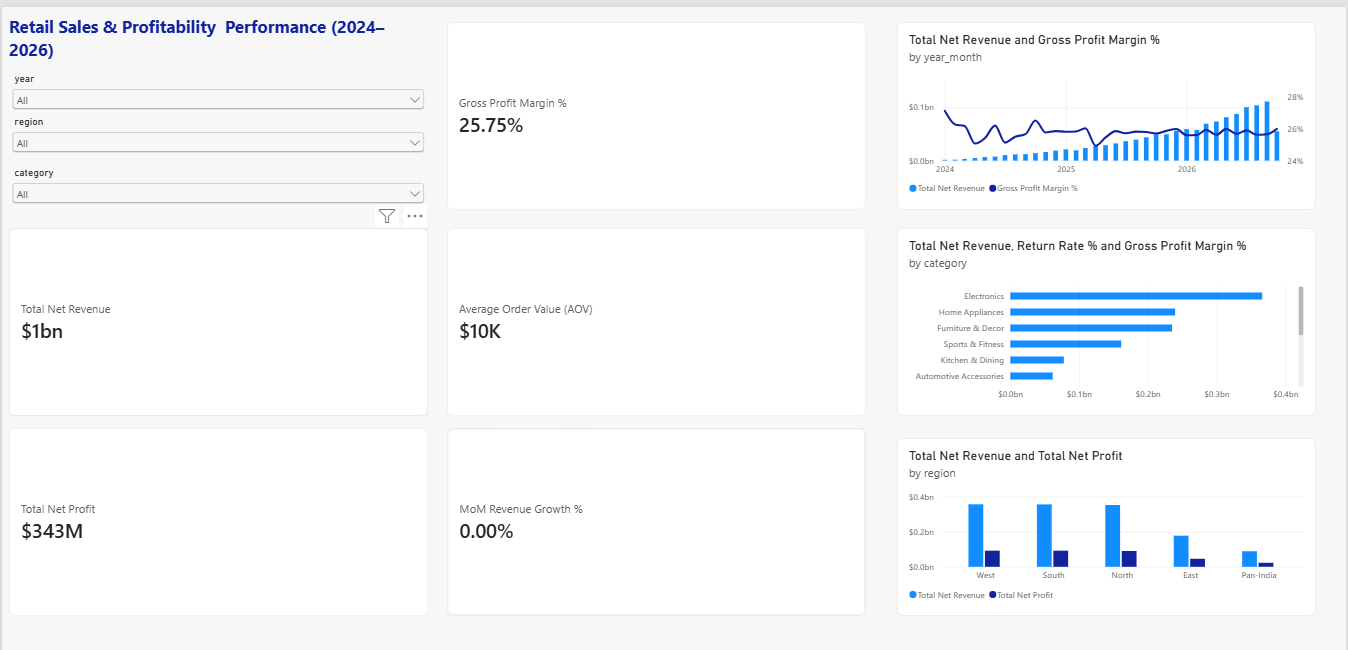 Retail Sales & Profitability  Performance (2024–
2026)
year
All
region
All
category
All
Total Net Revenue
$1bn
Total Net Profit
$343M
Gross Profit Margin %
25.75%
Average Order Value (AOV)
$10K
MoM Revenue Growth %
0.00%
Total Net Revenue and Gross Profit Margin %
by year_month
$0.1bn
$0.0bn
28%
26%
24%
2024 2025 2026
Total Net Revenue Gross Profit Margin %
Total Net Revenue, Return Rate % and Gross Profit Margin %
by category
Electronics
Home Appliances
Furniture & Decor
Sports & Fitness
Kitchen & Dining
Automotive Accessories
$0.0bn $0.1bn $0.2bn $0.3bn $0.4bn
Total Net Revenue and Total Net Profit
by region
$0.4bn
$0.2bn
$0.0bn
West South North East Pan-India
Total Net Revenue Total Net Profit